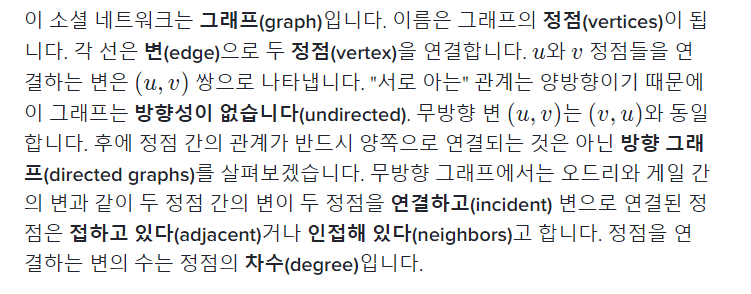 이 소셜 네트워크는 그래프(graph)입니다. 이름은 그래프의 정점(vertices)이 됩
니다. 각 선은 변(edge)으로 두 정점(vertex)을 연결합니다. u와 v 정점들을 연
결하는 변은 (u, v) 쌍으로 나타냅니다. "서로 아는" 관계는 양방향이기 때문에
이 그래프는 방향성이 없습니다(undirected). 무방향 변 (u, v)는 (v, u)와 동일
합니다. 후에 정점 간의 관계가 반드시 양쪽으로 연결되는 것은 아닌 방향 그래
프(directed graphs)를 살펴보겠습니다. 무방향 그래프에서는 오드리와 게일 간
의 변과 같이 두 정점 간의 변이 두 정점을 연결하고(incident) 변으로 연결된 정
점은 접하고 있다(adjacent)거나 인접해 있다(neighbors)고 합니다. 정점을 연
결하는 변의 수는 정점의 차수(degree)입니다.